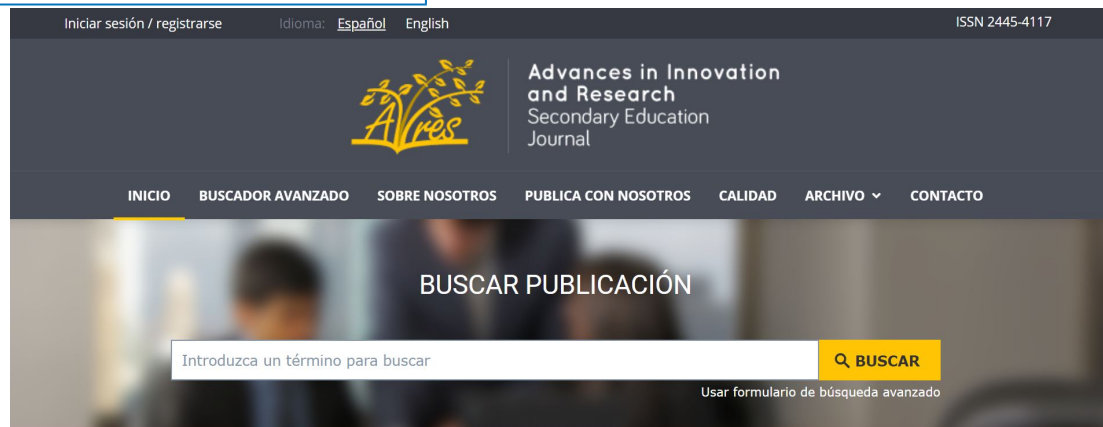 Iniciar sesión / registrarse Idioma: Español English ISSN 2445-4117
AIres
Advances in Innovation
and Research
Secondary Education
Journal
INICIO BUSCADOR AVANZADO SOBRE NOSOTROS PUBLICA CON NOSOTROS CALIDAD ARCHIVO CONTACTO
BUSCAR PUBLICACIÓN
Introduzca un término para buscar BUSCAR
Usar formulario de búsqueda avanzado